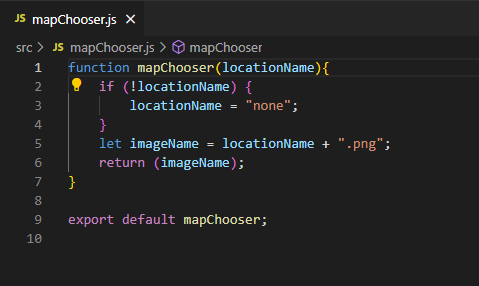 JS mapChooser.js ×
src > JS mapChooser.js > mapChooser
1 function mapChooser(locationName){
2     if (!locationName) {
3         locationName = "none";
4     }
5     let imageName = locationName + ".png";
6     return (imageName);
7 }
8
9 export default mapChooser;
10